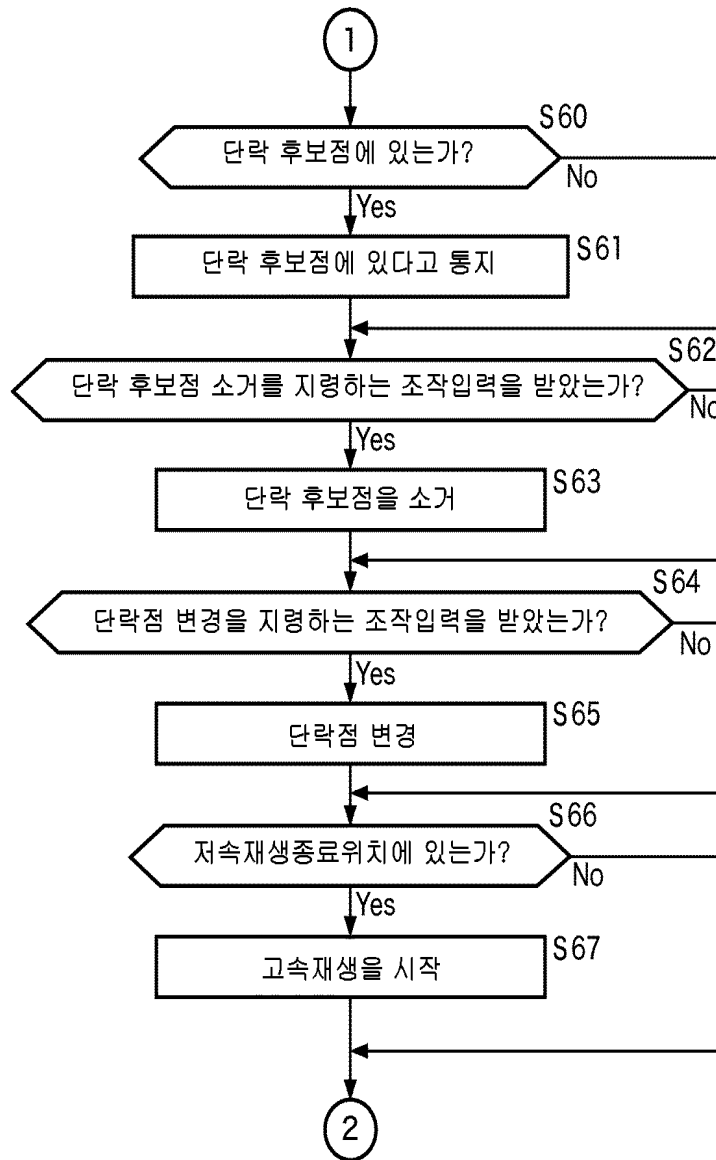 1
S60
단락 후보점에 있는가?
No
Yes
S61
단락 후보점에 있다고 통지
S62
단락 후보점 소거를 지령하는 조작입력을 받았는가?
No
Yes
S63
단락 후보점을 소거
S64
단락점 변경을 지령하는 조작입력을 받았는가?
No
Yes
S65
단락점 변경
S66
저속재생종료위치에 있는가?
No
Yes
S67
고속재생을 시작
2